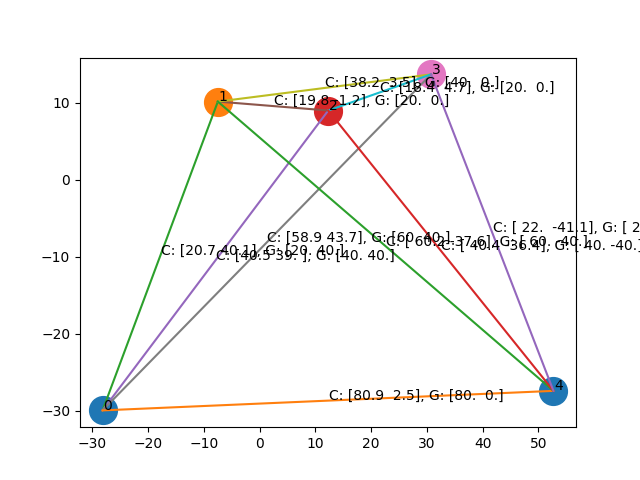 3
C: [38.2 3.5], G: [40. 0.]
C: [18.4 4.7], G: [20. 0.]
1
C: [19.8 -1.2], G: [20. 0.]
2
10
0
C: [ 22. -41.1], G: [ 2
C: [58.9 43.7], G: [60. 40.]
C: [ 60.2 -37.6], G: [ 60. -40.]
C: [ 40.4 -36.4], G: [ 40. -40.]
C: [20.7 40.1], G: [20. 40.]
C: [40.5 39. ], G: [40. 40.]
−10
−20
4
C: [80.9 2.5], G: [80. 0.]
0
−30
−30 −20 −10 0 10 20 30 40 50